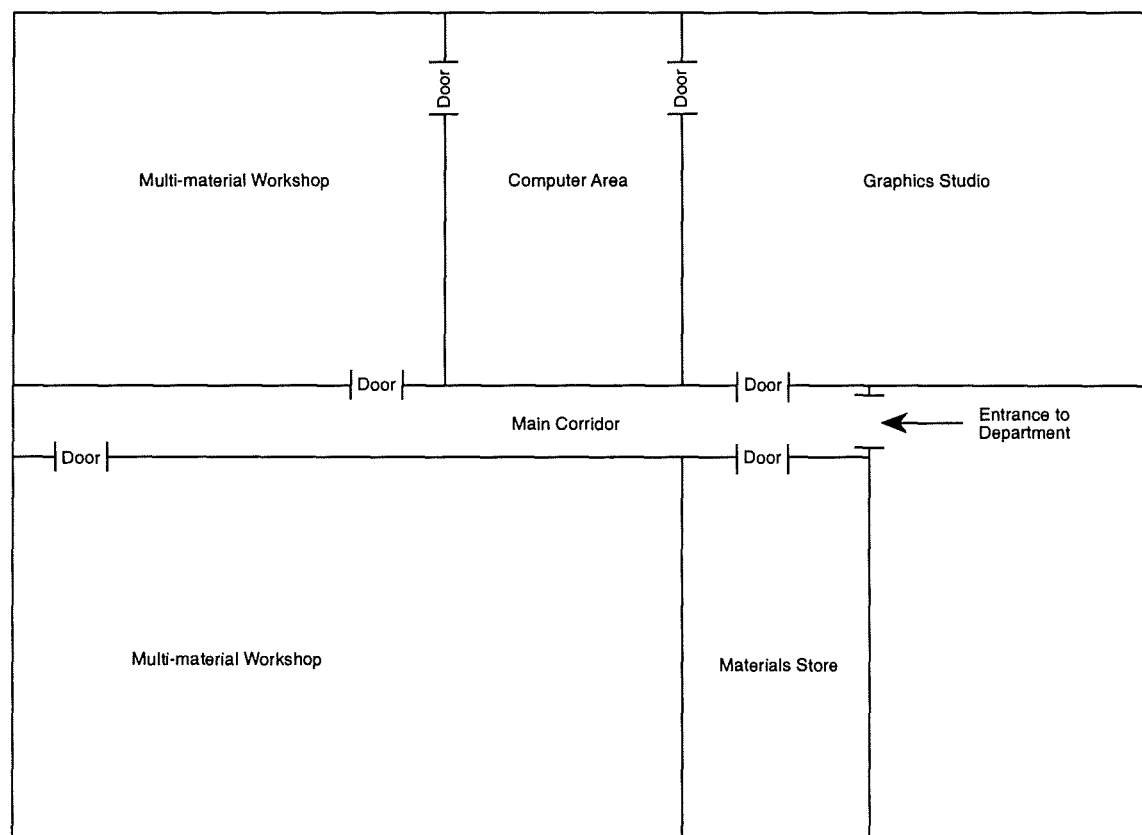 Door
Door
Multi-material Workshop
Computer Area
Graphics Studio
Door
Door
Main Corridor
Entrance to
Department
Door
Door
Multi-material Workshop
Materials Store